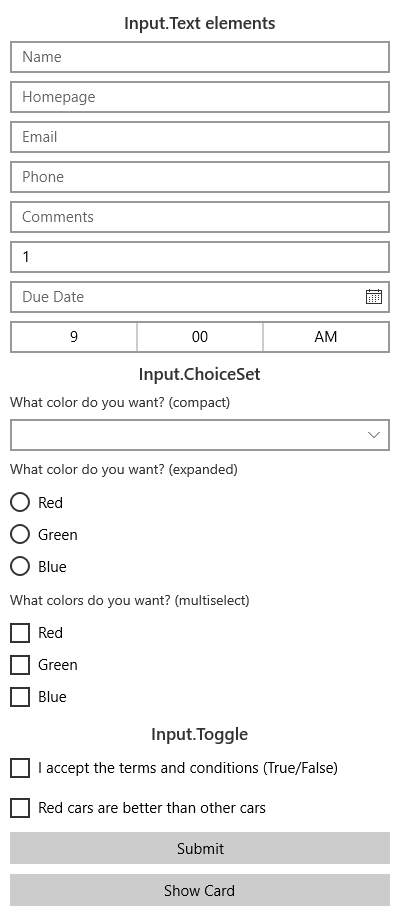 Input.Text elements
Name
Homepage
Email
Phone
Comments
1
Due Date
9 00 AM
Input.ChoiceSet
What color do you want? (compact)
What color do you want? (expanded)
Red
Green
Blue
What colors do you want? (multiselect)
Red
Green
Blue
Input.Toggle
I accept the terms and conditions (True/False)
Red cars are better than other cars
Submit
Show Card